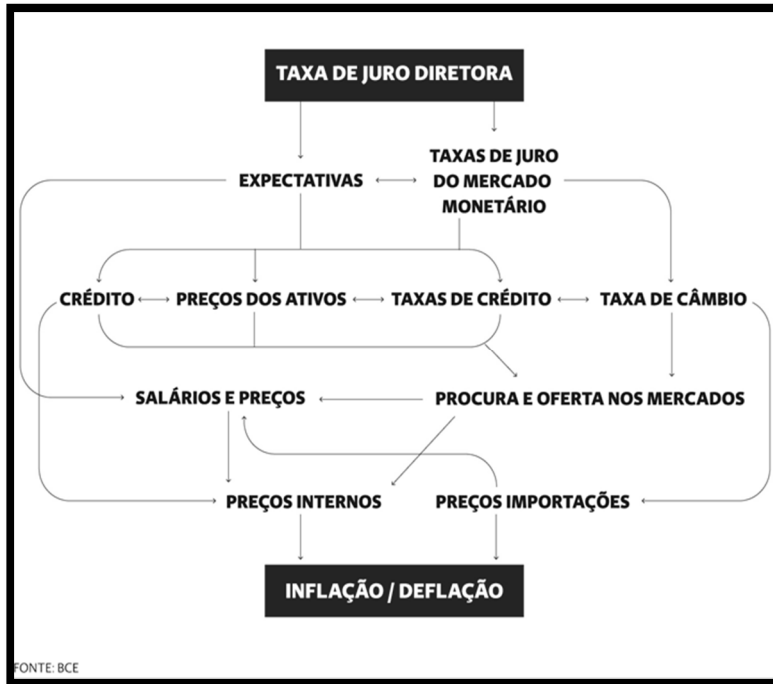 TAXA DE JURO DIRETORA
TAXAS DE JURO
EXPECTATIVAS
DO MERCADO
MONETÁRIO
CRÉDITO
PREÇOS DOS ATIVOS
TAXAS DE CRÉDITO
TAXA DE CÂMBIO
SALÁRIOS E PREÇOS
PROCURA E OFERTA NOS MERCADOS
PREÇOS INTERNOS
PREÇOS IMPORTAÇÕES
INFLAÇÃO / DEFLAÇÃO
FONTE: BCE